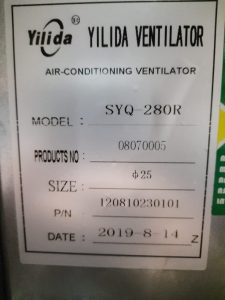 Yilida ® YILIDA VENTILATOR
AIR-CONDITIONING VENTILATOR
MODEL: SYQ-280R
PRODUCTS NO: 08070005
SIZE: φ25
P/N: 120810230101
DATE: 2019-8-14 Z